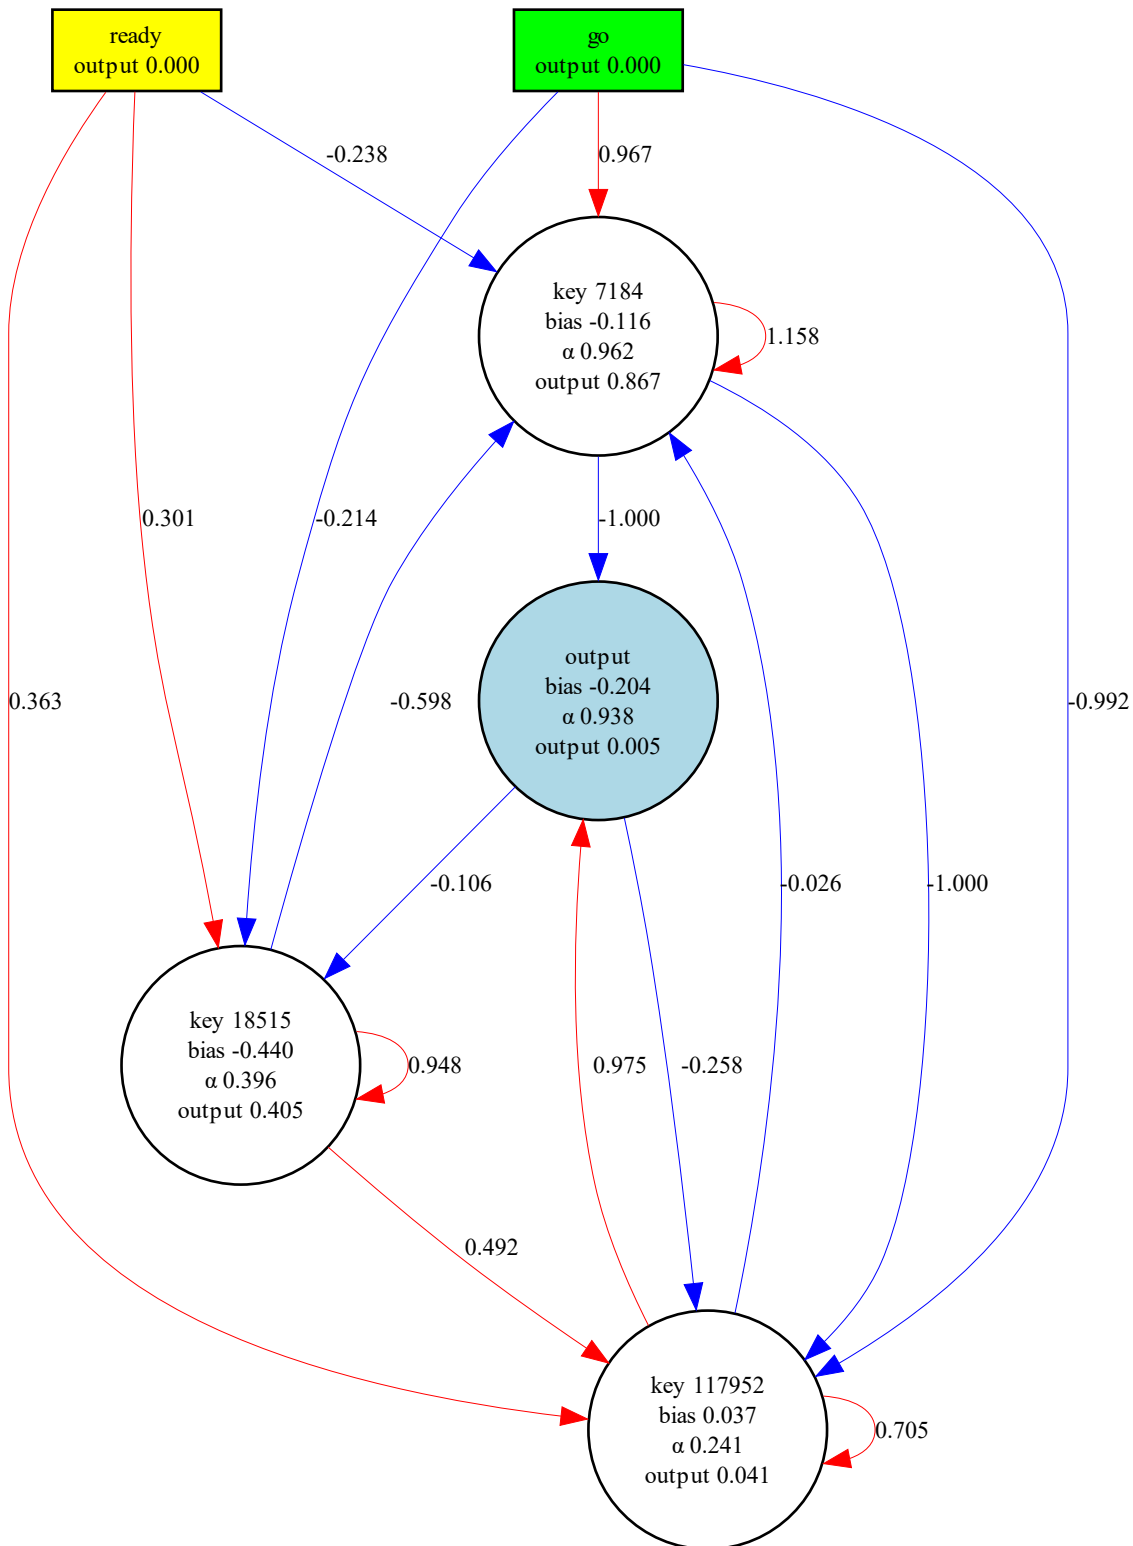 ready
output 0.000
go
output 0.000
-0.238
0.967
key 7184
bias -0.116
α 0.962
output 0.867
1.158
0.301
-0.214
-1.000
output
bias -0.204
α 0.938
output 0.005
0.363
-0.598
-0.992
-0.106
-0.026
-1.000
key 18515
bias -0.440
α 0.396
output 0.405
0.948
0.975
-0.258
0.492
key 117952
bias 0.037
α 0.241
output 0.041
0.705